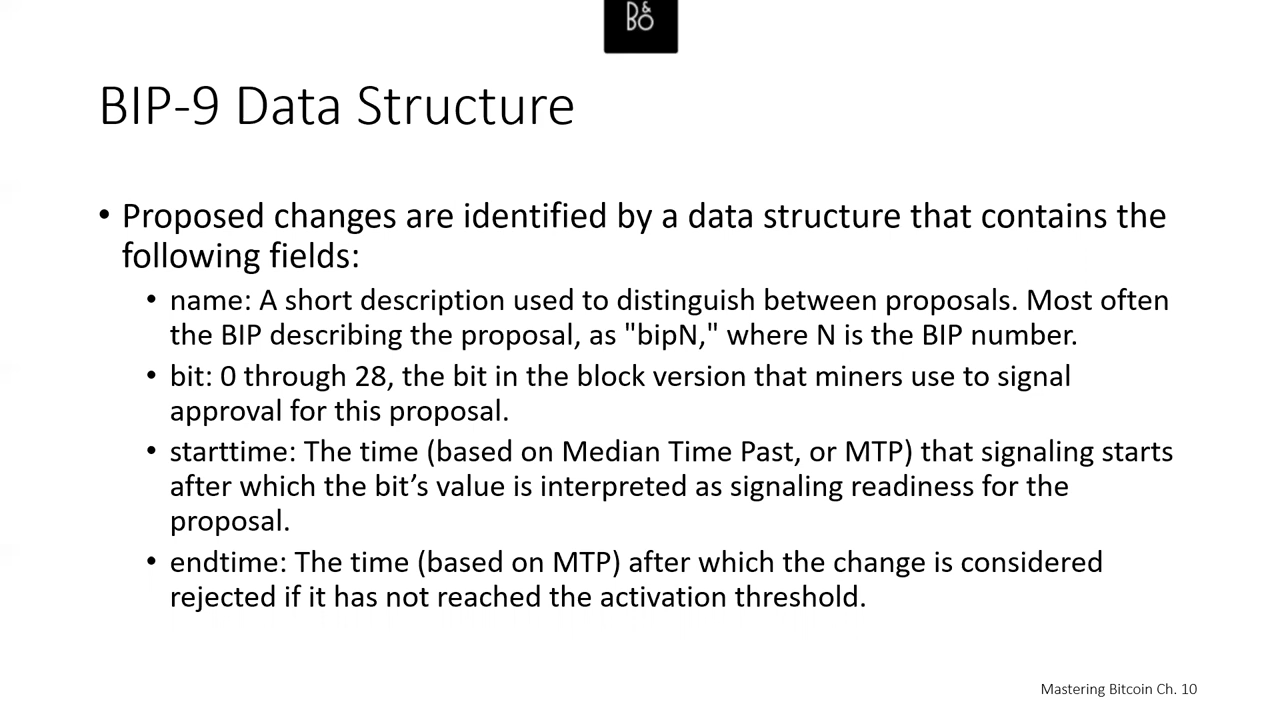 B&O
BIP-9 Data Structure
• Proposed changes are identified by a data structure that contains the
following fields:
• name: A short description used to distinguish between proposals. Most often
the BIP describing the proposal, as "bipN," where N is the BIP number.
• bit: 0 through 28, the bit in the block version that miners use to signal
approval for this proposal.
• starttime: The time (based on Median Time Past, or MTP) that signaling starts
after which the bit’s value is interpreted as signaling readiness for the
proposal.
• endtime: The time (based on MTP) after which the change is considered
rejected if it has not reached the activation threshold.
Mastering Bitcoin Ch. 10